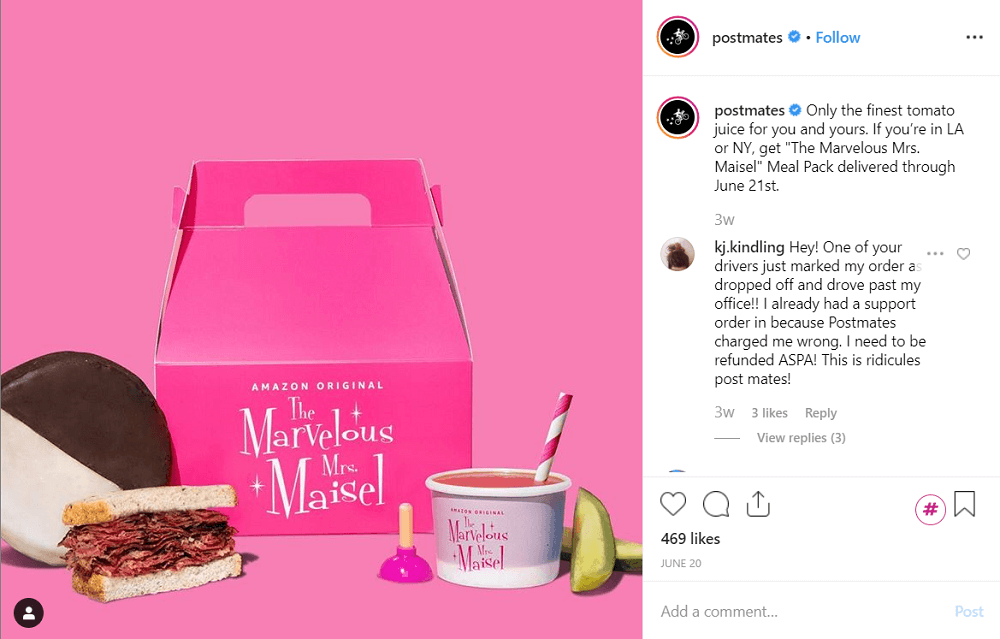 AMAZON ORIGINAL
The
Marvelous
Mrs.
Maisel
AMAZON ORIGINAL
The
Marvelous
Mrs.
Maisel
postmates • Follow
postmates Only the finest tomato
juice for you and yours. If you're in LA
or NY, get "The Marvelous Mrs.
Maisel" Meal Pack delivered through
June 21st.
3w
kj.kindling Hey! One of your
drivers just marked my order as
dropped off and drove past my
office!! I already had a support
order in because Postmates
charged me wrong. I need to be
refunded ASPA! This is ridicules
post mates!
3w 3 likes Reply
View replies (3)
#
469 likes
JUNE 20
Add a comment... Post